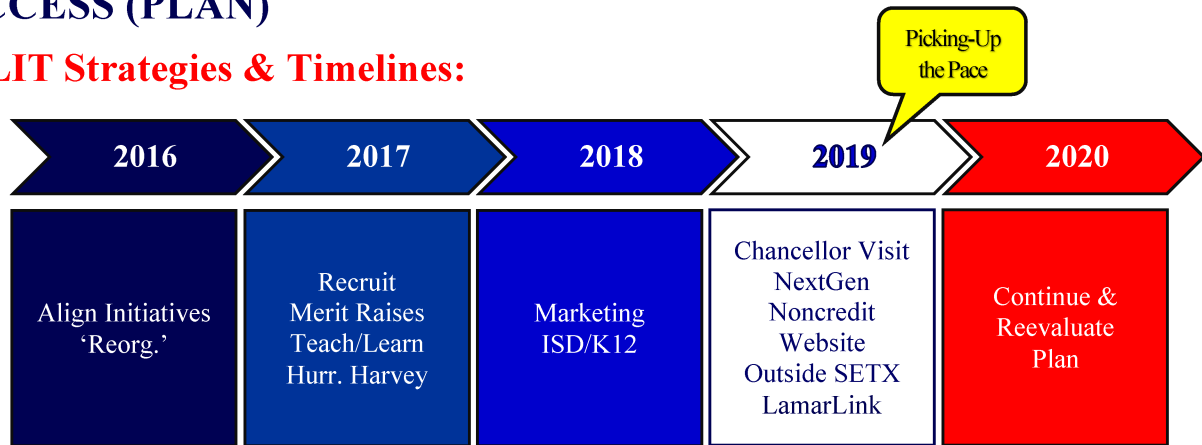 CCESS (PLAN)
LIT Strategies & Timelines:
Picking-Up
the Pace
2016
2017
2018
2019
2020
Align Initiatives
‘Reorg.’
Recruit
Merit Raises
Teach/Learn
Hurr. Harvey
Marketing
ISD/K12
Chancellor Visit
NextGen
Noncredit
Website
Outside SETX
LamarLink
Continue &
Reevaluate
Plan